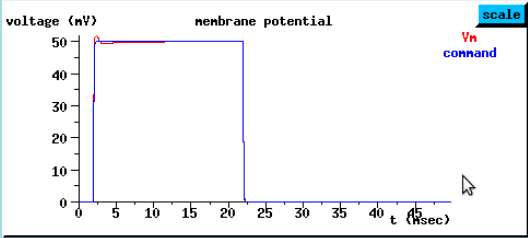 scale
voltage (mV) membrane potential
Vm
command
50
40
30
20
10
0
0 5 10 15 20 25 30 35 40 45
t (msec)